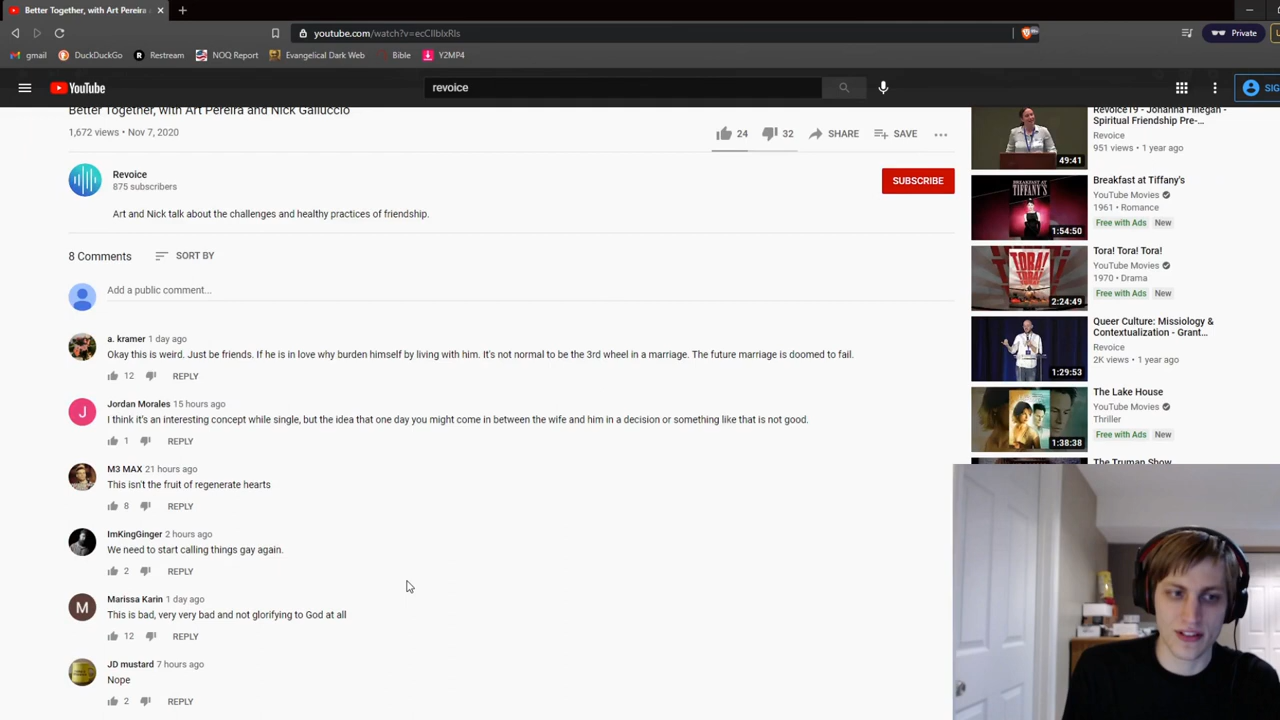 Better Together, with Art Pereira
youtube.com/watch?v=ecCIIbIxRIs
Private
gmail
DuckDuckGo
Restream
NOQ Report
Evangelical Dark Web
Bible
Y2MP4
YouTube
revoice
SIG
Better Together, with Art Pereira and Nick Galluccio
1,672 views • Nov 7, 2020
24
32
SHARE
SAVE
Revoice
875 subscribers
SUBSCRIBE
Art and Nick talk about the challenges and healthy practices of friendship.
8 Comments
SORT BY
Add a public comment...
a. kramer 1 day ago
Okay this is weird. Just be friends. If he is in love why burden himself by living with him. It's not normal to be the 3rd wheel in a marriage. The future marriage is doomed to fail.
12
REPLY
Jordan Morales 15 hours ago
I think it's an interesting concept while single, but the idea that one day you might come in between the wife and him in a decision or something like that is not good.
1
REPLY
M3 MAX 21 hours ago
This isn't the fruit of regenerate hearts
8
REPLY
ImKingGinger 2 hours ago
We need to start calling things gay again.
2
REPLY
M
Marissa Karin 1 day ago
This is bad, very very bad and not glorifying to God at all
12
REPLY
JD mustard 7 hours ago
Nope
2
REPLY
Revoice19 - Johanna Finegan -
Spiritual Friendship Pre-...
Revoice
951 views • 1 year ago
49:41
Breakfast at Tiffany's
YouTube Movies
1961 • Romance
Free with Ads New
BREAKFAST AT
TIFFANY'S
1:54:50
Tora! Tora! Tora!
YouTube Movies
1970 • Drama
Free with Ads New
TORA!
TORA!
2:24:49
Queer Culture: Missiology &
Contextualization - Grant...
Revoice
2K views • 1 year ago
1:29:53
The Lake House
YouTube Movies
Thriller
Free with Ads New
1:38:38
The Truman Show